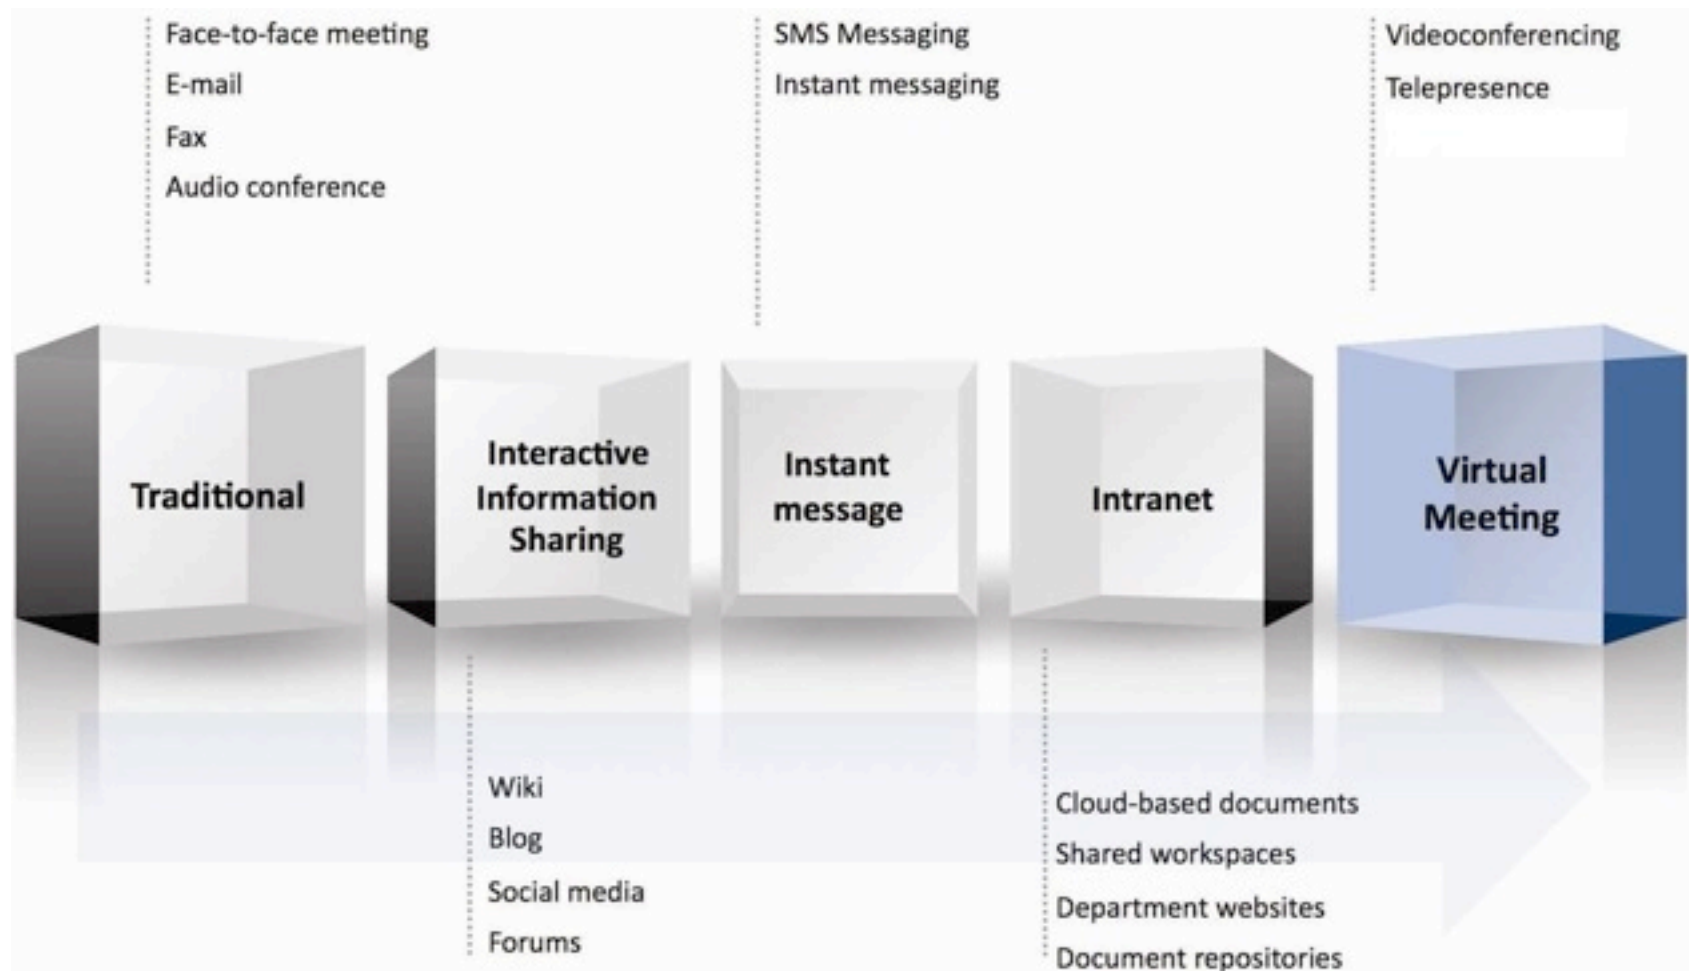 Face-to-face meeting
E-mail
Fax
Audio conference
SMS Messaging
Instant messaging
Videoconferencing
Telepresence
Traditional
Interactive
Information
Sharing
Instant
message
Intranet
Virtual
Meeting
Wiki
Blog
Social media
Forums
Cloud-based documents
Shared workspaces
Department websites
Document repositories